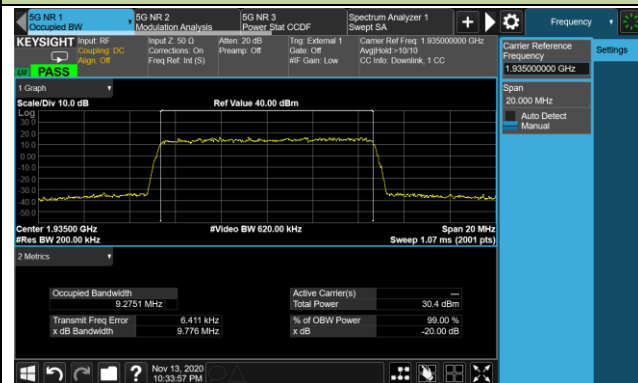 5G NR 1
Occupied BW
5G NR 2
Modulation Analysis
5G NR 3
Power Stat CCDF
Spectrum Analyzer 1
Swept SA
Frequency
KEYSIGHT
Input: RF
Coupling: DC
Align: Off
Input Z: 50 Ω
Corrections: On
Freq Ref: Int (S)
Atten: 20 dB
Preamp: Off
Trig: External 1
Gate: Off
#IF Gain: Low
Carrier Ref Freq: 1.935000000 GHz
Avg|Hold:>10/10
CC Info: Downlink, 1 CC
PASS
Carrier Reference
Frequency
1.935000000 GHz
Settings
Span
20.000 MHz
Auto Detect
Manual
1 Graph
Scale/Div 10.0 dB
Ref Value 40.00 dBm
Log
30.0
20.0
10.0
0.00
-10.0
-20.0
-30.0
-40.0
-50.0
Center 1.93500 GHz
#Res BW 200.00 kHz
#Video BW 620.00 kHz
Span 20 MHz
Sweep 1.07 ms (2001 pts)
2 Metrics
Occupied Bandwidth
9.2751 MHz
Transmit Freq Error 6.411 kHz
x dB Bandwidth 9.776 MHz
Active Carrier(s) ---
Total Power 30.4 dBm
% of OBW Power 99.00 %
x dB -20.00 dB
Nov 13, 2020
10:33:57 PM